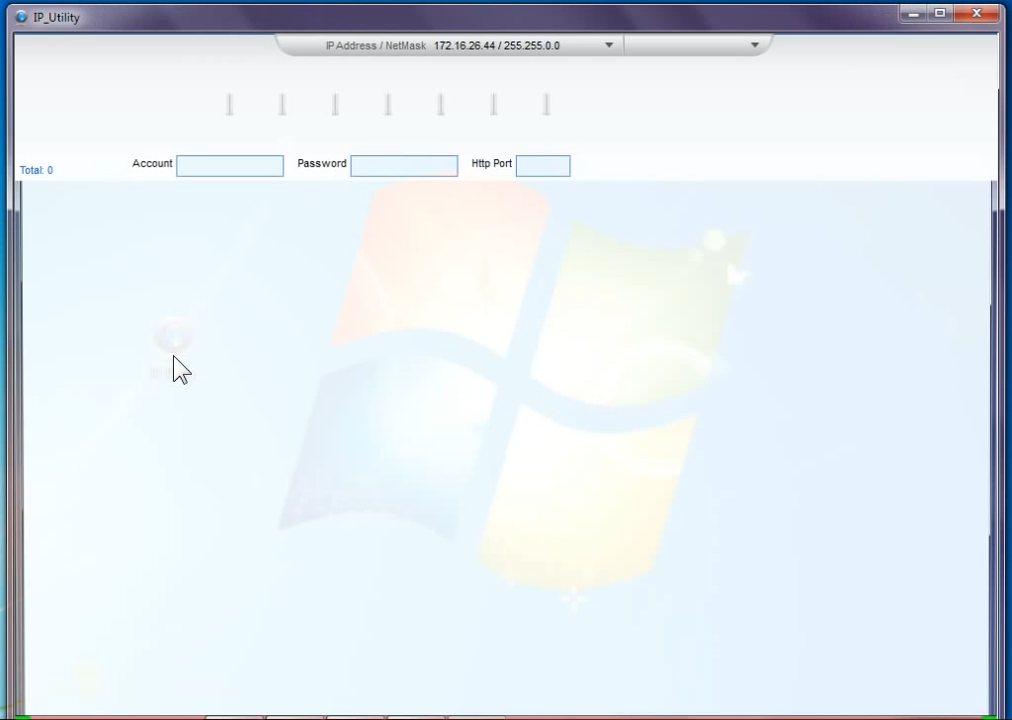 IP_Utility
IP Address / NetMask 172.16.26.44 / 255.255.0.0
Account
Password
Http Port
Total: 0